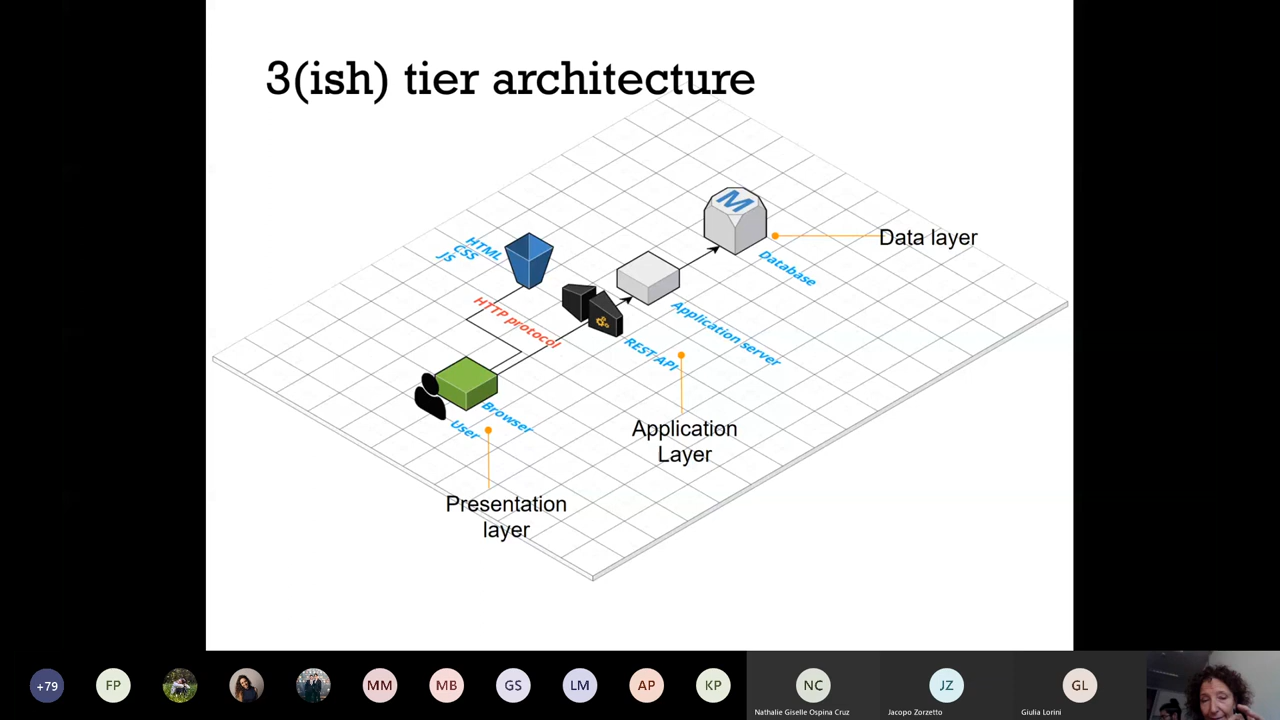 3(ish) tier architecture
M
Data layer
Database
HTML
CSS
JS
HTTP protocol
Application server
REST API
Browser
User
Application
Layer
Presentation
layer
+79
FP
MM
MB
GS
LM
AP
KP
NC
JZ
GL
Nathalie Giselle Ospina Cruz
Jacopo Zorzetto
Giulia Lorini